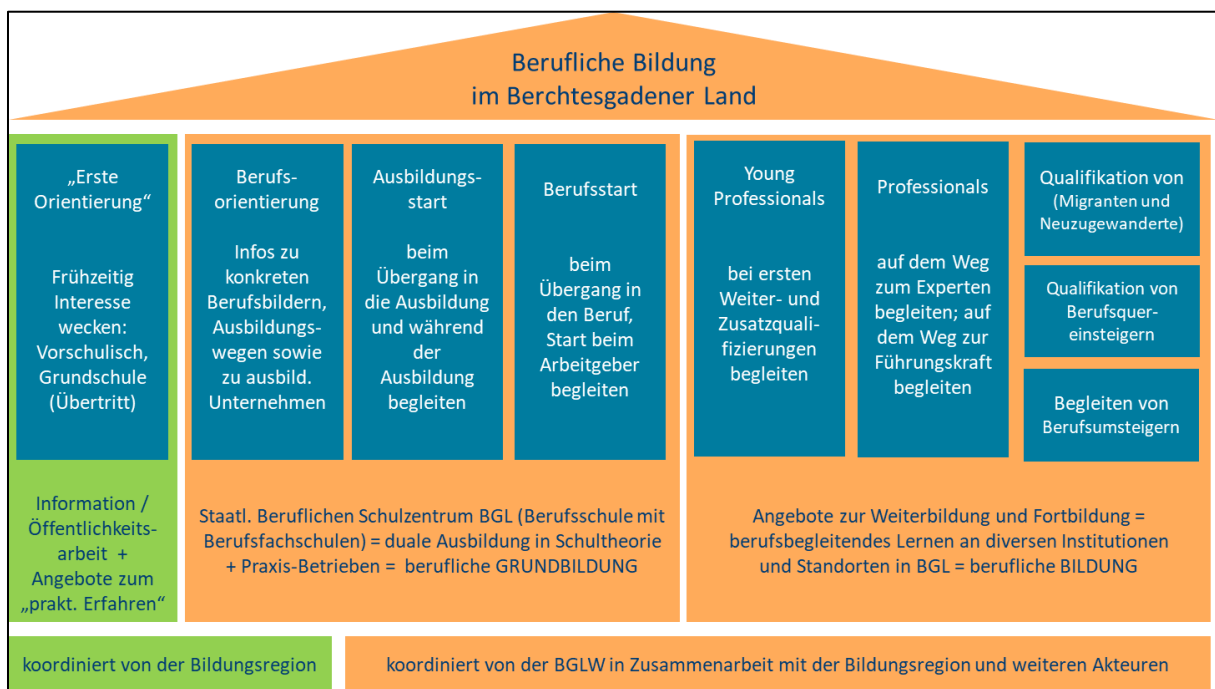 Berufliche Bildung
im Berchtesgadener Land
„Erste
Orientierung“
Frühzeitig
Interesse
wecken:
Vorschulisch,
Grundschule
(Übertritt)
Berufs-
orientierung
Infos zu
konkreten
Berufsbildern,
Ausbildungs-
wegen sowie
zu ausbild.
Unternehmen
Ausbildungs-
start
beim
Übergang in
die Ausbildung
und während
der
Ausbildung
begleiten
Berufsstart
beim
Übergang in
den Beruf,
Start beim
Arbeitgeber
begleiten
Young
Professionals
bei ersten
Weiter- und
Zusatzquali-
fizierungen
begleiten
Professionals
auf dem Weg
zum Experten
begleiten; auf
dem Weg zur
Führungskraft
begleiten
Qualifikation von
(Migranten und
Neuzugewanderte)
Qualifikation von
Berufsquer-
einsteigern
Begleiten von
Berufsumsteigern
Information /
Öffentlichkeits-
arbeit +
Angebote zum
„prakt. Erfahren“
Staatl. Beruflichen Schulzentrum BGL (Berufsschule mit
Berufsfachschulen) = duale Ausbildung in Schultheorie
+ Praxis-Betrieben = berufliche GRUNDBILDUNG
Angebote zur Weiterbildung und Fortbildung =
berufsbegleitendes Lernen an diversen Institutionen
und Standorten in BGL = berufliche BILDUNG
koordiniert von der Bildungsregion
koordiniert von der BGLW in Zusammenarbeit mit der Bildungsregion und weiteren Akteuren